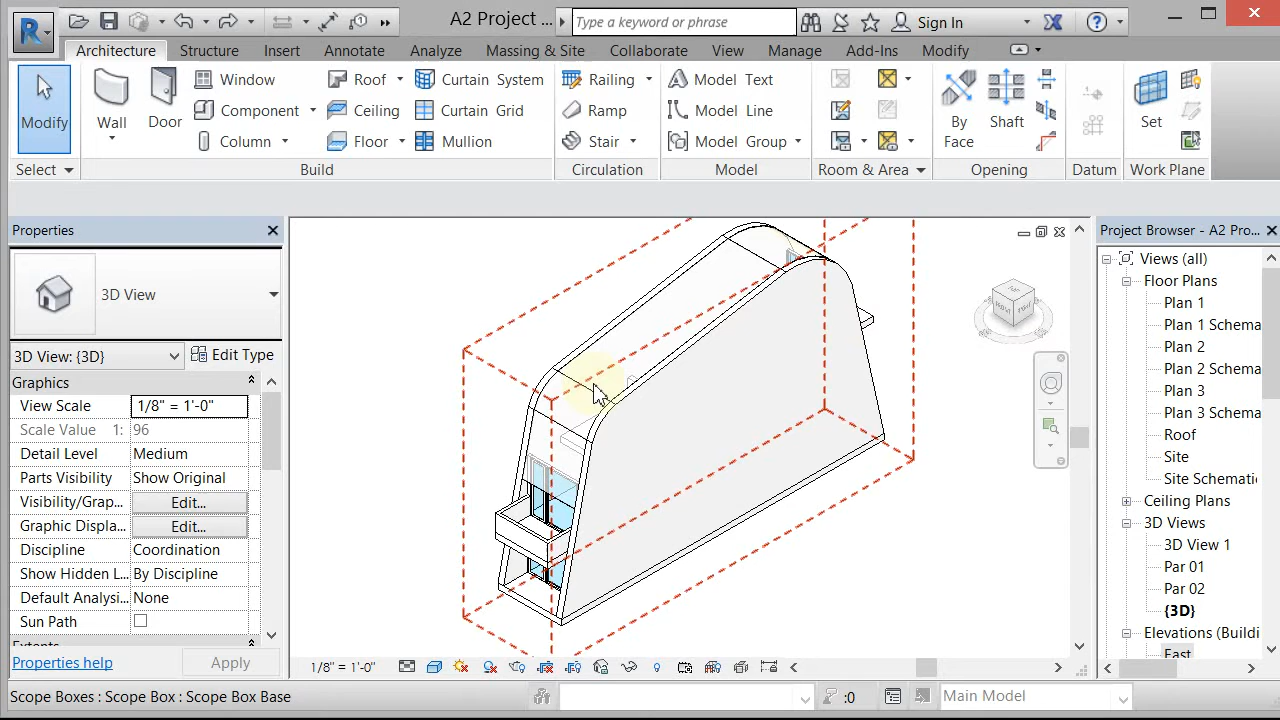 A2 Project ...
Type a keyword or phrase
Sign In
Architecture Structure Insert Annotate Analyze Massing & Site Collaborate View Manage Add-Ins Modify
Modify
Wall
Door
Window
Component
Column
Roof
Ceiling
Floor
Curtain System
Curtain Grid
Mullion
Railing
Ramp
Stair
Model Text
Model Line
Model Group
By
Face
Shaft
Set
Select Build Circulation Model Room & Area Opening Datum Work Plane
Properties
3D View
3D View: {3D} Edit Type
Graphics
View Scale 1/8" = 1'-0"
Scale Value 1: 96
Detail Level Medium
Parts Visibility Show Original
Visibility/Grap... Edit...
Graphic Displa... Edit...
Discipline Coordination
Show Hidden L... By Discipline
Default Analysi... None
Sun Path
Extents
Properties help Apply
1/8" = 1'-0"
Project Browser - A2 Pro...
Views (all)
Floor Plans
Plan 1
Plan 1 Schema
Plan 2
Plan 2 Schema
Plan 3
Plan 3 Schema
Roof
Site
Site Schematic
Ceiling Plans
3D Views
3D View 1
Par 01
Par 02
{3D}
Elevations (Buildi
East
Scope Boxes : Scope Box : Scope Box Base
:0
Main Model